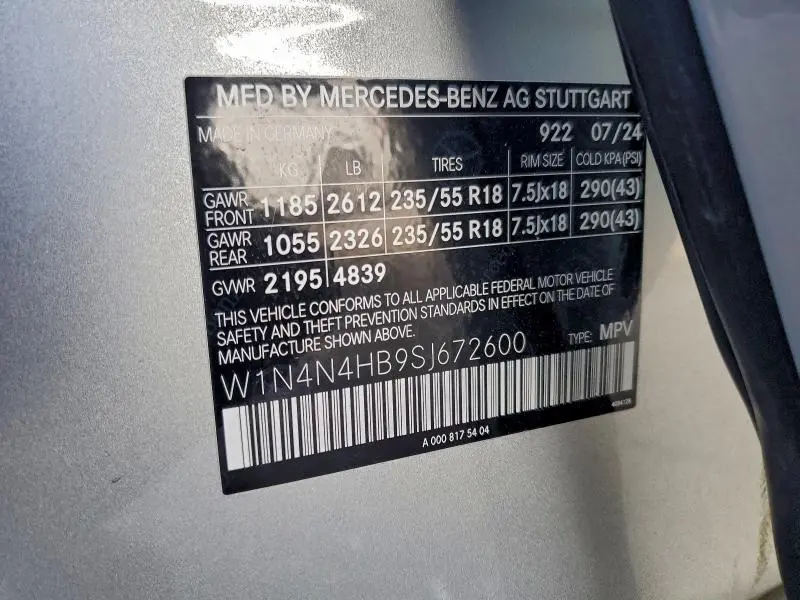 MFD BY MERCEDES-BENZ AG STUTTGART
MADE IN GERMANY 922 07/24
KG LB TIRES RIM SIZE COLD KPA(PSI)
GAWR FRONT 1185 2612 235/55 R18 7.5Jx18 290(43)
GAWR REAR 1055 2326 235/55 R18 7.5Jx18 290(43)
GVWR 2195 4839
THIS VEHICLE CONFORMS TO ALL APPLICABLE FEDERAL MOTOR VEHICLE
SAFETY AND THEFT PREVENTION STANDARDS IN EFFECT ON THE DATE OF
MANUFACTURE SHOWN ABOVE.
TYPE: MPV
W1N4N4HB9SJ672600
A 000 817 54 04